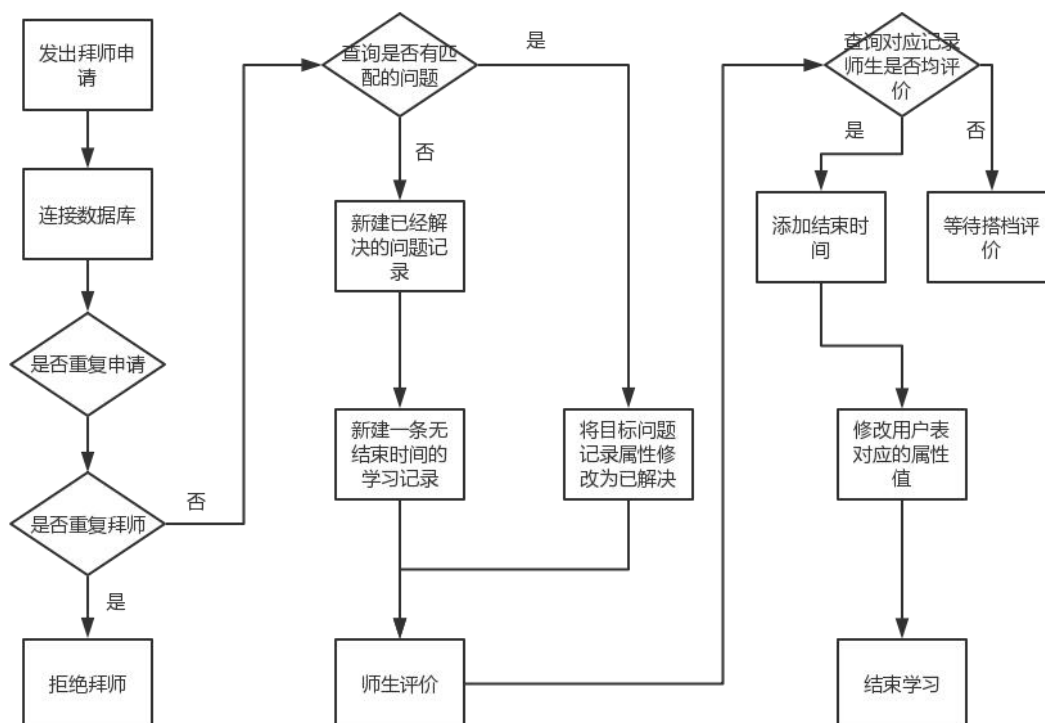 发出拜师申
请
连接数据库
是否重复申请
是否重复拜师
否
是
拒绝拜师
查询是否有匹
配的问题
是
否
新建已经解
决的问题记
录
新建一条无
结束时间的
学习记录
将目标问题
记录属性修
改为已解决
师生评价
查询对应记录
师生是否均评
价
是
否
添加结束时
间
等待搭档评
价
修改用户表
对应的属性
值
结束学习